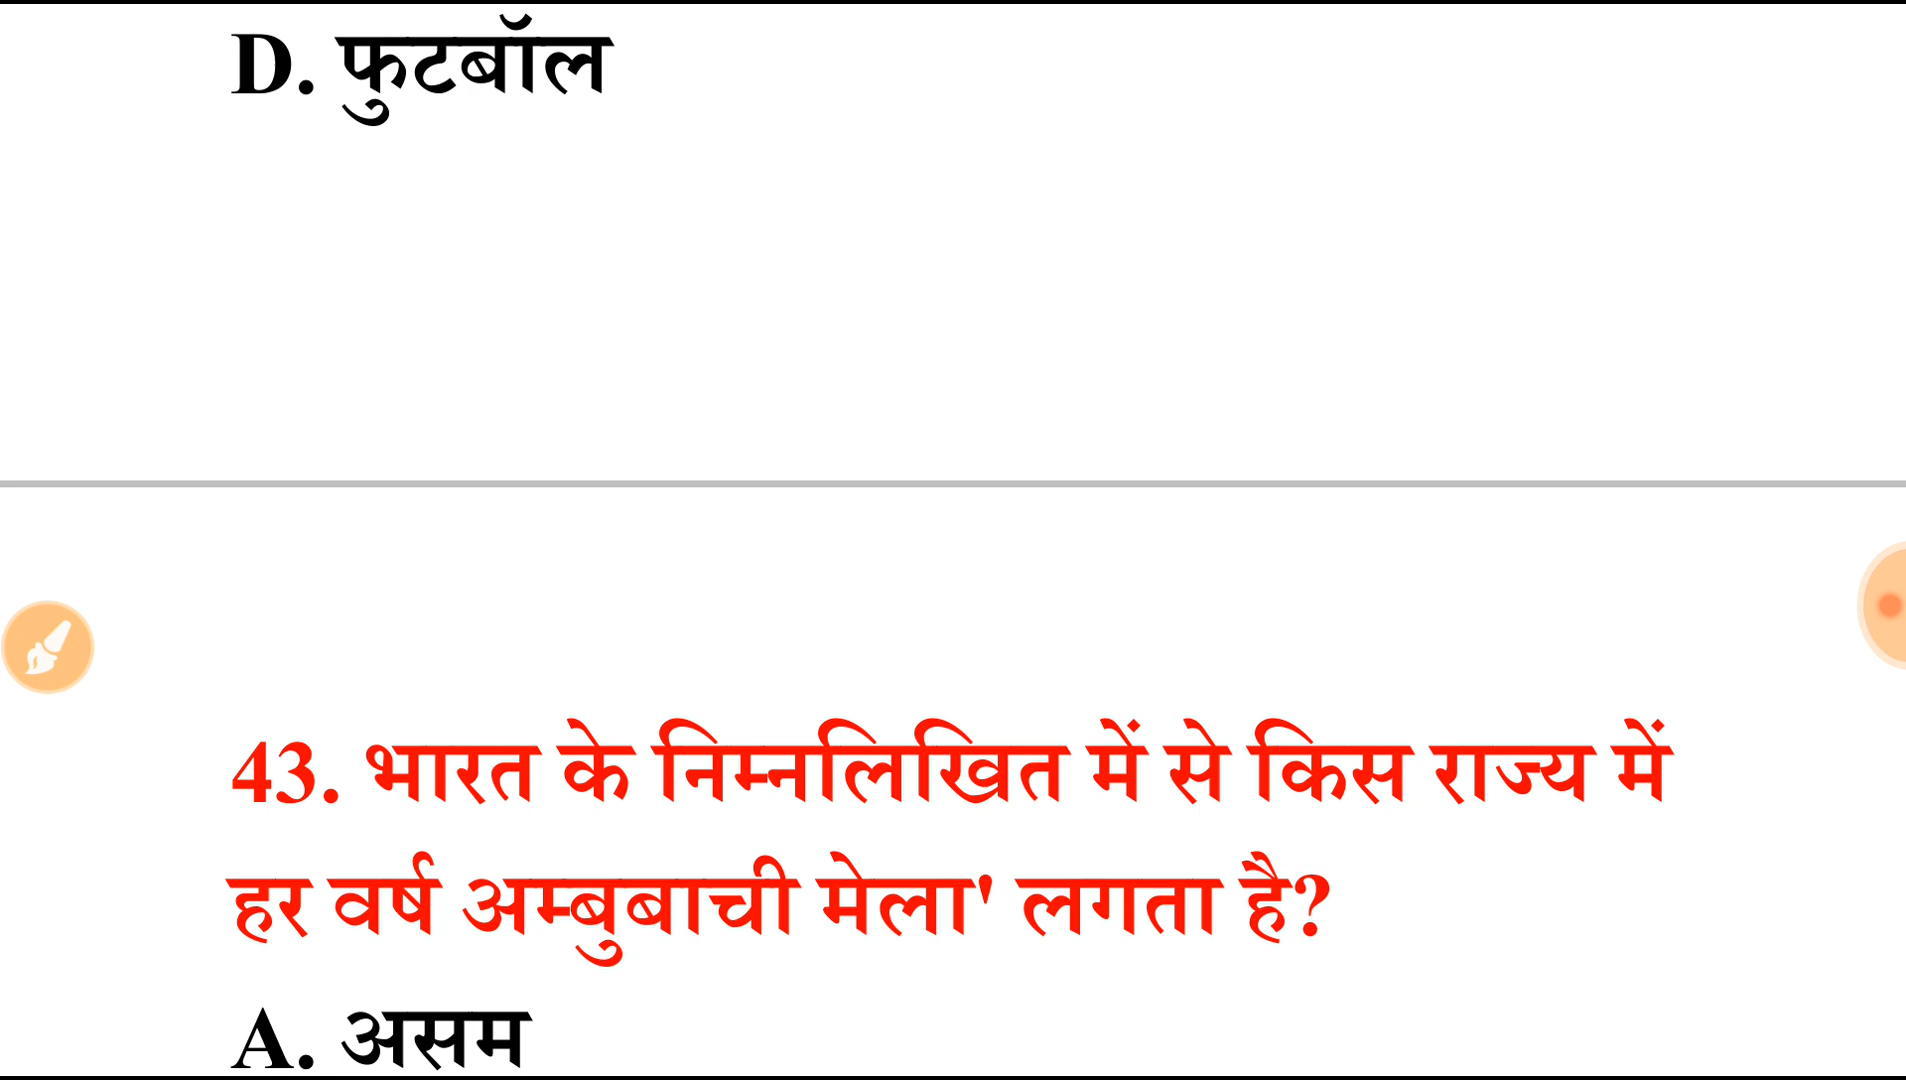 D. फुटबॉल
43. भारत के निम्नलिखित में से किस राज्य में
हर वर्ष अम्बुबाची मेला' लगता है?
A. असम